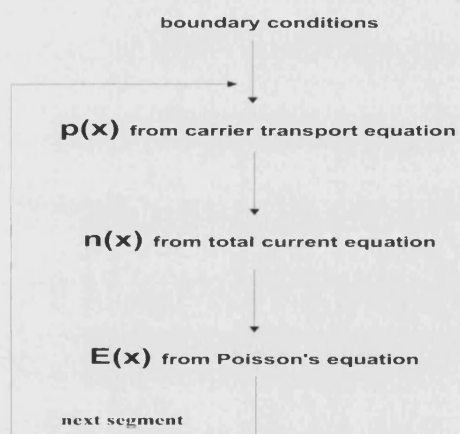 boundary conditions
p(x) from carrier transport equation
n(x) from total current equation
E(x) from Poisson's equation
next segment